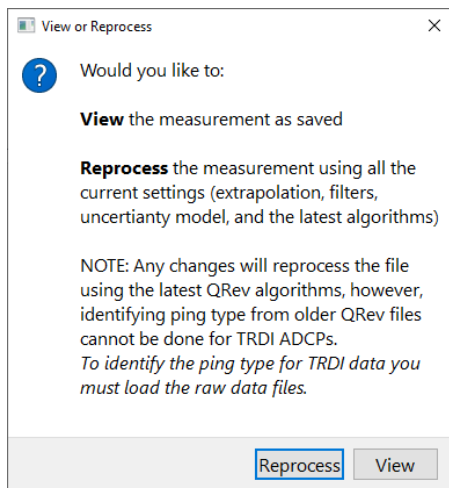 View or Reprocess
Would you like to:
View the measurement as saved
Reprocess the measurement using all the
current settings (extrapolation, filters,
uncertianty model, and the latest algorithms)
NOTE: Any changes will reprocess the file
using the latest QRev algorithms, however,
identifying ping type from older QRev files
cannot be done for TRDI ADCPs.
To identify the ping type for TRDI data you
must load the raw data files.
Reprocess View